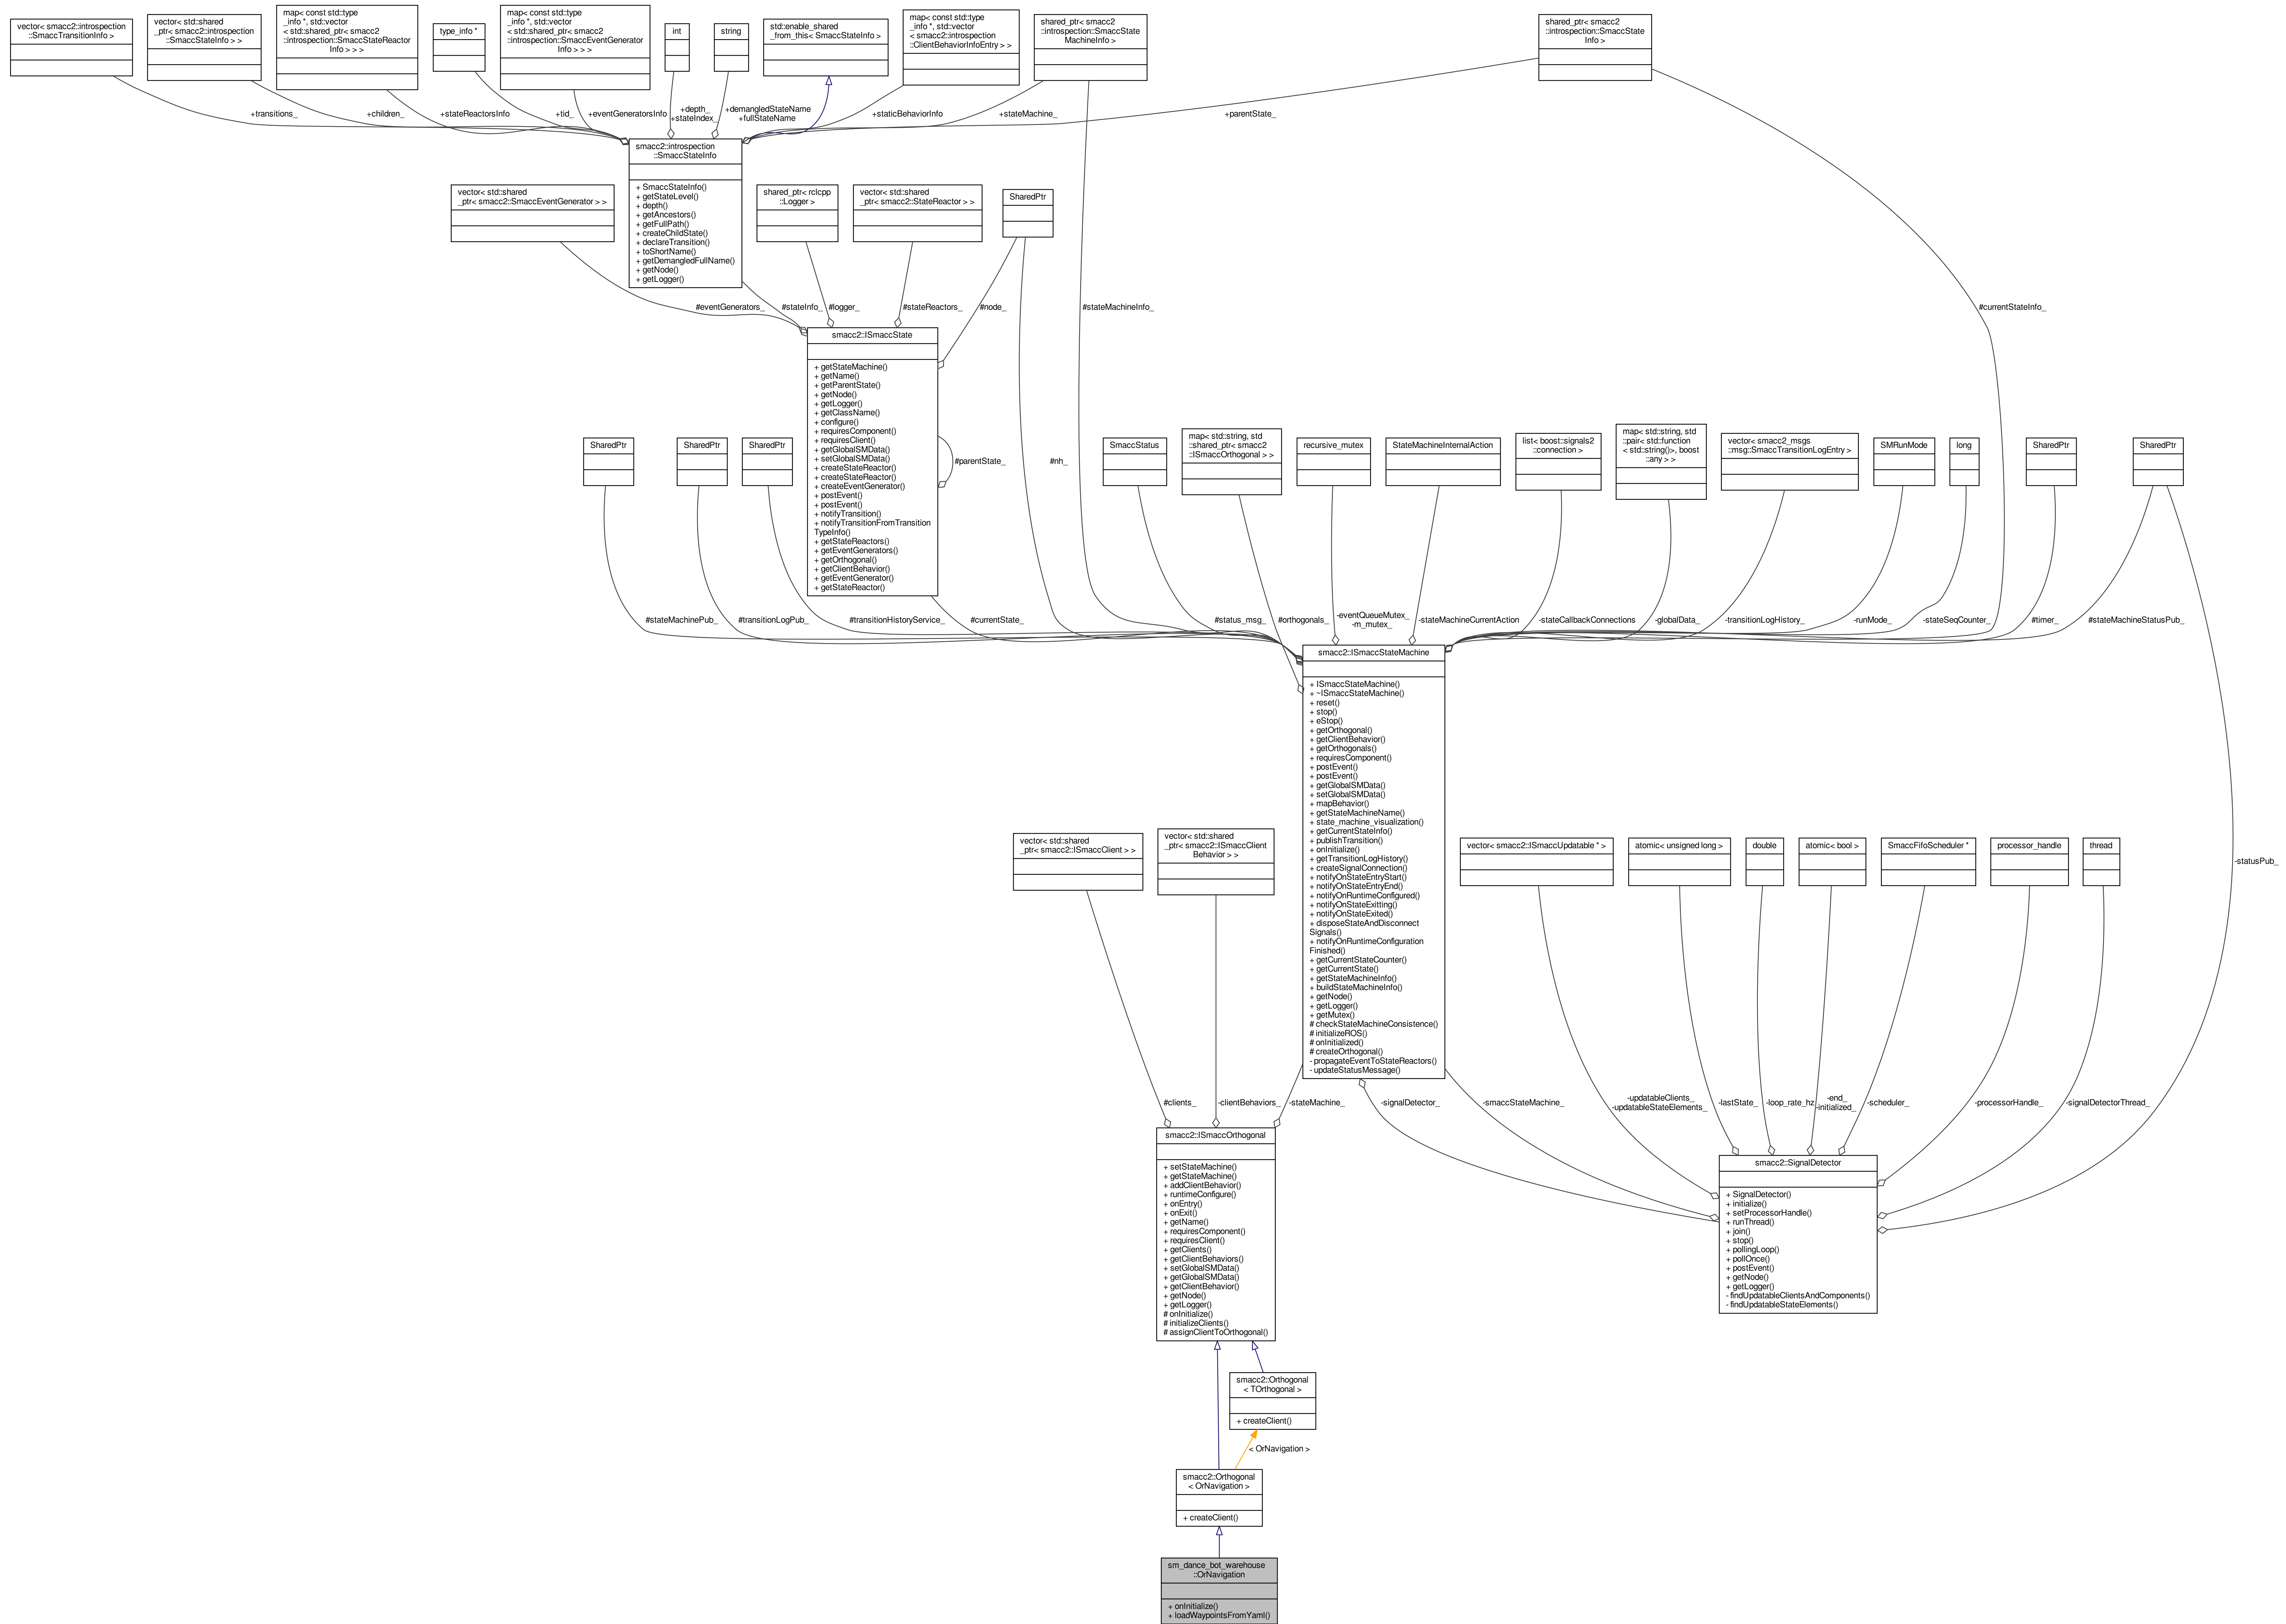 vector< smacc2::introspection
::SmaccTransitionInfo >
vector< std::shared
_ptr< smacc2::introspection
::SmaccStateInfo > >
map< const std::type
_info *, std::vector
< std::shared_ptr< smacc2
::introspection::SmaccStateReactor
Info > > >
type_info *
map< const std::type
_info *, std::vector
< std::shared_ptr< smacc2
::introspection::SmaccEventGenerator
Info > > >
int
string
std::enable_shared
_from_this< SmaccStateInfo >
map< const std::type
_info *, std::vector
< smacc2::introspection
::ClientBehaviorInfoEntry > >
shared_ptr< smacc2
::introspection::SmaccState
MachineInfo >
shared_ptr< smacc2
::introspection::SmaccState
Info >
+transitions_
+children_
+stateReactorsInfo
+tid_
+eventGeneratorsInfo
+depth_
+stateIndex_
+demangledStateName
+fullStateName
+staticBehaviorInfo
+stateMachine_
+parentState_
smacc2::introspection
::SmaccStateInfo
+ SmaccStateInfo()
+ getStateLevel()
+ depth()
+ getAncestors()
+ getFullPath()
+ createChildState()
+ declareTransition()
+ toShortName()
+ getDemangledFullName()
+ getNode()
+ getLogger()
vector< std::shared
_ptr< smacc2::SmaccEventGenerator > >
shared_ptr< rclcpp
::Logger >
vector< std::shared
_ptr< smacc2::StateReactor > >
SharedPtr
#eventGenerators_
#stateInfo_
#logger_
#stateReactors_
#node_
#stateMachineInfo_
#currentStateInfo_
smacc2::ISmaccState
+ getStateMachine()
+ getName()
+ getParentState()
+ getNode()
+ getLogger()
+ getClassName()
+ configure()
+ requiresComponent()
+ requiresClient()
+ getGlobalSMData()
+ setGlobalSMData()
+ createStateReactor()
+ createStateReactor()
+ createEventGenerator()
+ postEvent()
+ postEvent()
+ notifyTransition()
+ notifyTransitionFromTransition
TypeInfo()
+ getStateReactors()
+ getEventGenerators()
+ getOrthogonal()
+ getClientBehavior()
+ getEventGenerator()
+ getStateReactor()
#parentState_
#nh_
SharedPtr
SharedPtr
SharedPtr
SmaccStatus
map< std::string, std
::shared_ptr< smacc2
::ISmaccOrthogonal > >
recursive_mutex
StateMachineInternalAction
list< boost::signals2
::connection >
map< std::string, std
::pair< std::function
< std::string()>, boost
::any > >
vector< smacc2_msgs
::msg::SmaccTransitionLogEntry >
SMRunMode
long
SharedPtr
SharedPtr
#stateMachinePub_
#transitionLogPub_
#transitionHistoryService_
#currentState_
#status_msg_
#orthogonals_
-eventQueueMutex_
-m_mutex_
-stateMachineCurrentAction
-stateCallbackConnections
-globalData_
-transitionLogHistory_
-runMode_
-stateSeqCounter_
#timer_
#stateMachineStatusPub_
smacc2::ISmaccStateMachine
+ ISmaccStateMachine()
+ ~ISmaccStateMachine()
+ reset()
+ stop()
+ eStop()
+ getOrthogonal()
+ getClientBehavior()
+ getOrthogonals()
+ requiresComponent()
+ postEvent()
+ postEvent()
+ getGlobalSMData()
+ setGlobalSMData()
+ mapBehavior()
+ getStateMachineName()
+ state_machine_visualization()
+ getCurrentStateInfo()
+ publishTransition()
+ onInitialize()
+ getTransitionLogHistory()
+ createSignalConnection()
+ notifyOnStateEntryStart()
+ notifyOnStateEntryEnd()
+ notifyOnRuntimeConfigured()
+ notifyOnStateExitting()
+ notifyOnStateExited()
+ disposeStateAndDisconnect
Signals()
+ notifyOnRuntimeConfiguration
Finished()
+ getCurrentStateCounter()
+ getCurrentState()
+ getStateMachineInfo()
+ buildStateMachineInfo()
+ getNode()
+ getLogger()
+ getMutex()
# checkStateMachineConsistence()
# initializeROS()
# onInitialized()
# createOrthogonal()
- propagateEventToStateReactors()
- updateStatusMessage()
vector< std::shared
_ptr< smacc2::ISmaccClient > >
vector< std::shared
_ptr< smacc2::ISmaccClient
Behavior > >
vector< smacc2::ISmaccUpdatable * >
atomic< unsigned long >
double
atomic< bool >
SmaccFifoScheduler *
processor_handle
thread
-statusPub_
#clients_
-clientBehaviors_
-stateMachine_
-signalDetector_
-smaccStateMachine_
-updatableClients_
-updatableStateElements_
-lastState_
-loop_rate_hz
-end_
-initialized_
-scheduler_
-processorHandle_
-signalDetectorThread_
smacc2::ISmaccOrthogonal
+ setStateMachine()
+ getStateMachine()
+ addClientBehavior()
+ runtimeConfigure()
+ onEntry()
+ onExit()
+ getName()
+ requiresComponent()
+ requiresClient()
+ getClients()
+ getClientBehaviors()
+ setGlobalSMData()
+ getGlobalSMData()
+ getClientBehavior()
+ getNode()
+ getLogger()
# onInitialize()
# initializeClients()
# assignClientToOrthogonal()
smacc2::SignalDetector
+ SignalDetector()
+ initialize()
+ setProcessorHandle()
+ runThread()
+ join()
+ stop()
+ pollingLoop()
+ pollOnce()
+ postEvent()
+ getNode()
+ getLogger()
- findUpdatableClientsAndComponents()
- findUpdatableStateElements()
smacc2::Orthogonal
< TOrthogonal >
+ createClient()
< OrNavigation >
smacc2::Orthogonal
< OrNavigation >
+ createClient()
sm_dance_bot_warehouse
::OrNavigation
+ onInitialize()
+ loadWaypointsFromYaml()